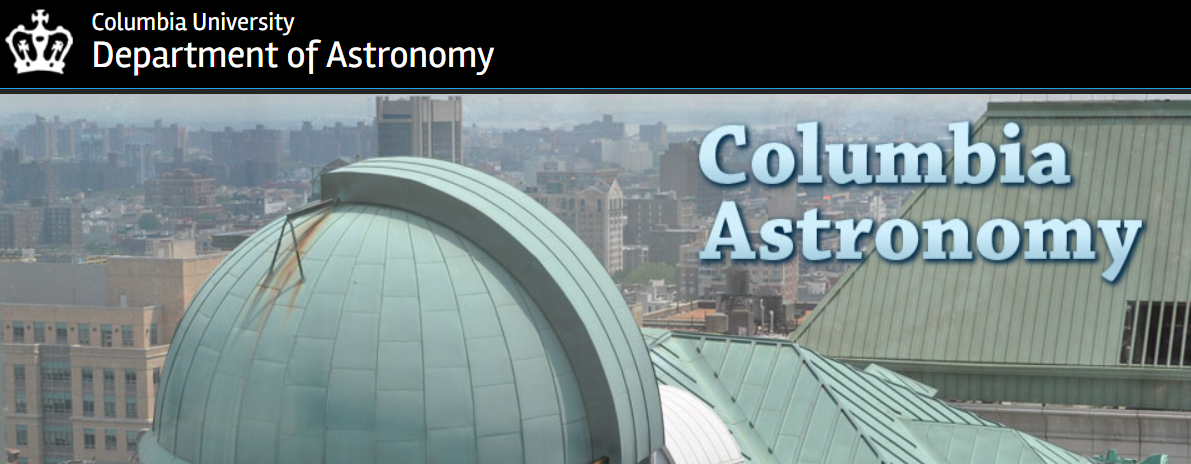 Columbia University
Department of Astronomy
Columbia
Astronomy